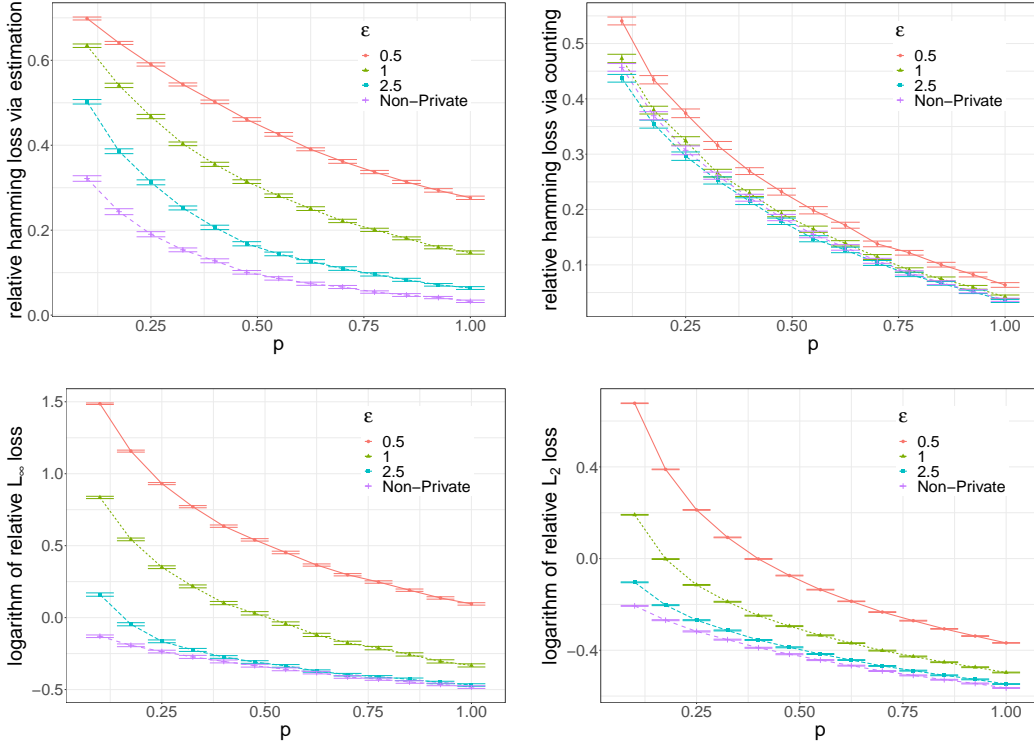 relative hamming loss via estimation
0.6
0.4
0.2
0.0
0.25
0.50
0.75
1.00
p
ε
0.5
1
2.5
Non−Private
relative hamming loss via counting
0.5
0.4
0.3
0.2
0.1
0.25
0.50
0.75
1.00
p
ε
0.5
1
2.5
Non−Private
logarithm of relative L∞ loss
1.5
1.0
0.5
0.0
−0.5
0.25
0.50
0.75
1.00
p
ε
0.5
1
2.5
Non−Private
logarithm of relative L₂ loss
0.4
0.0
−0.4
0.25
0.50
0.75
1.00
p
ε
0.5
1
2.5
Non−Private